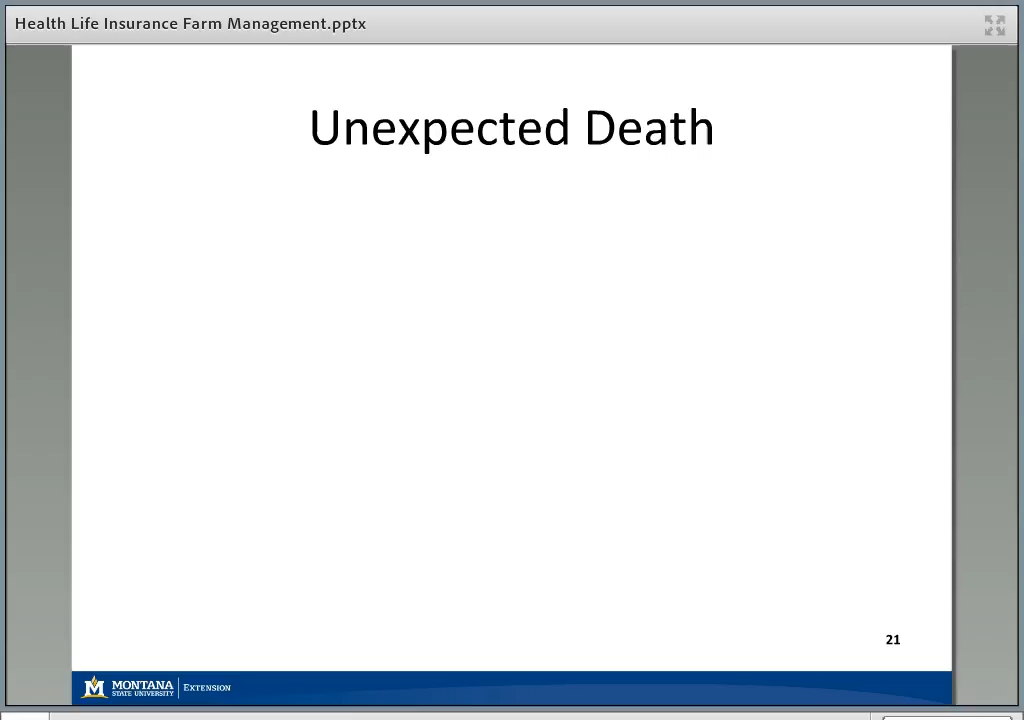 Health Life Insurance Farm Management.pptx
Unexpected Death
21
MONTANA
STATE UNIVERSITY
EXTENSION